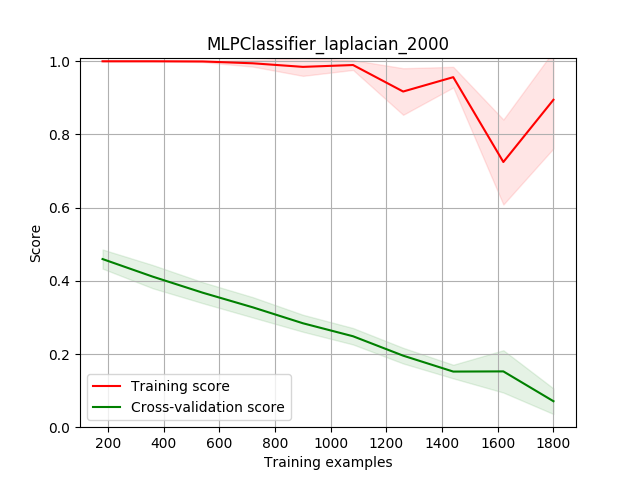 MLPClassifier_laplacian_2000
1.0
0.8
0.6
0.4
0.2
0.0
Score
Training score
Cross-validation score
200 400 600 800 1000 1200 1400 1600 1800
Training examples